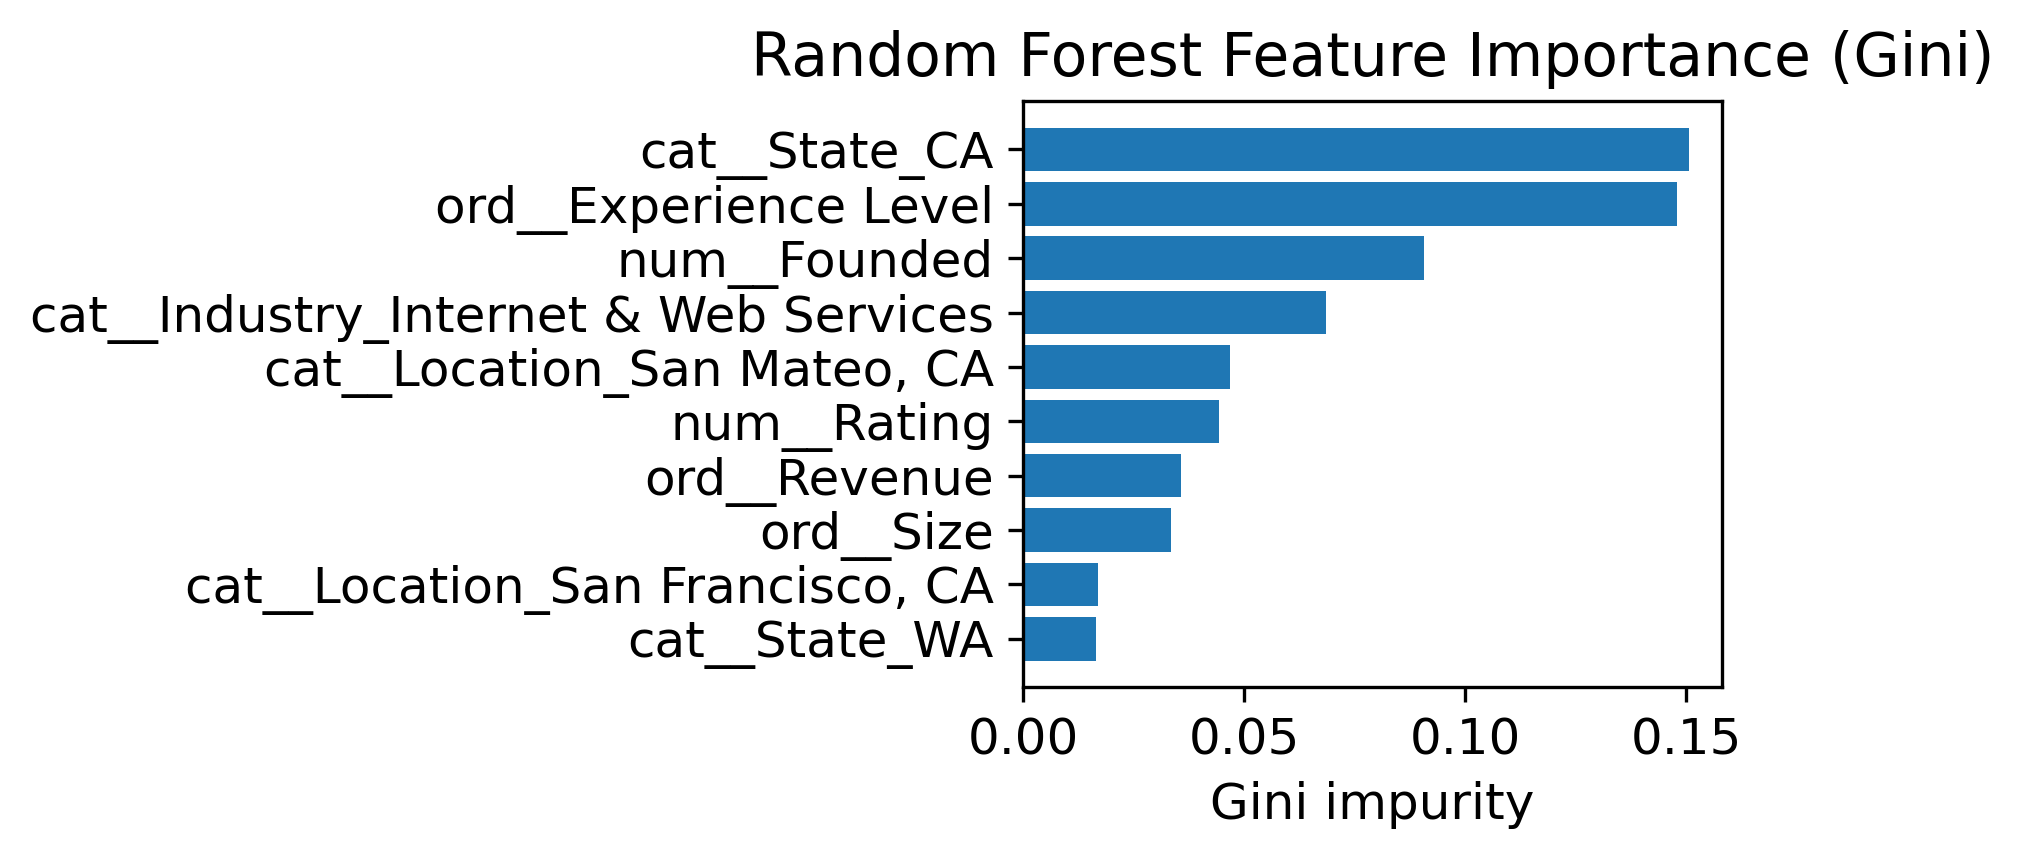 Random Forest Feature Importance (Gini)
cat__State_CA
ord__Experience Level
num__Founded
cat__Industry_Internet & Web Services
cat__Location_San Mateo, CA
num__Rating
ord__Revenue
ord__Size
cat__Location_San Francisco, CA
cat__State_WA
0.00 0.05 0.10 0.15
Gini impurity